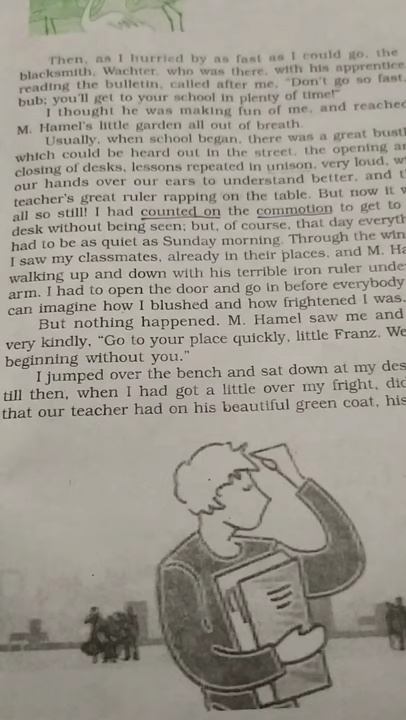 Then, as I hurried by as fast as I could go, the
blacksmith, Wachter, who was there, with his apprentice,
reading the bulletin, called after me, “Don't go so fast,
bub; you'll get to your school in plenty of time!”
I thought he was making fun of me, and reached
M. Hamel's little garden all out of breath.
Usually, when school began, there was a great bustl
which could be heard out in the street, the opening an
closing of desks, lessons repeated in unison, very loud, w
our hands over our ears to understand better, and t
teacher's great ruler rapping on the table. But now it w
all so still! I had counted on the commotion to get to
desk without being seen; but, of course, that day everyth
had to be as quiet as Sunday morning. Through the win
I saw my classmates, already in their places, and M. Ha
walking up and down with his terrible iron ruler unde
arm. I had to open the door and go in before everybody
can imagine how I blushed and how frightened I was.
But nothing happened. M. Hamel saw me and
very kindly, “Go to your place quickly, little Franz. We
beginning without you.”
I jumped over the bench and sat down at my des
till then, when I had got a little over my fright, did
that our teacher had on his beautiful green coat, his